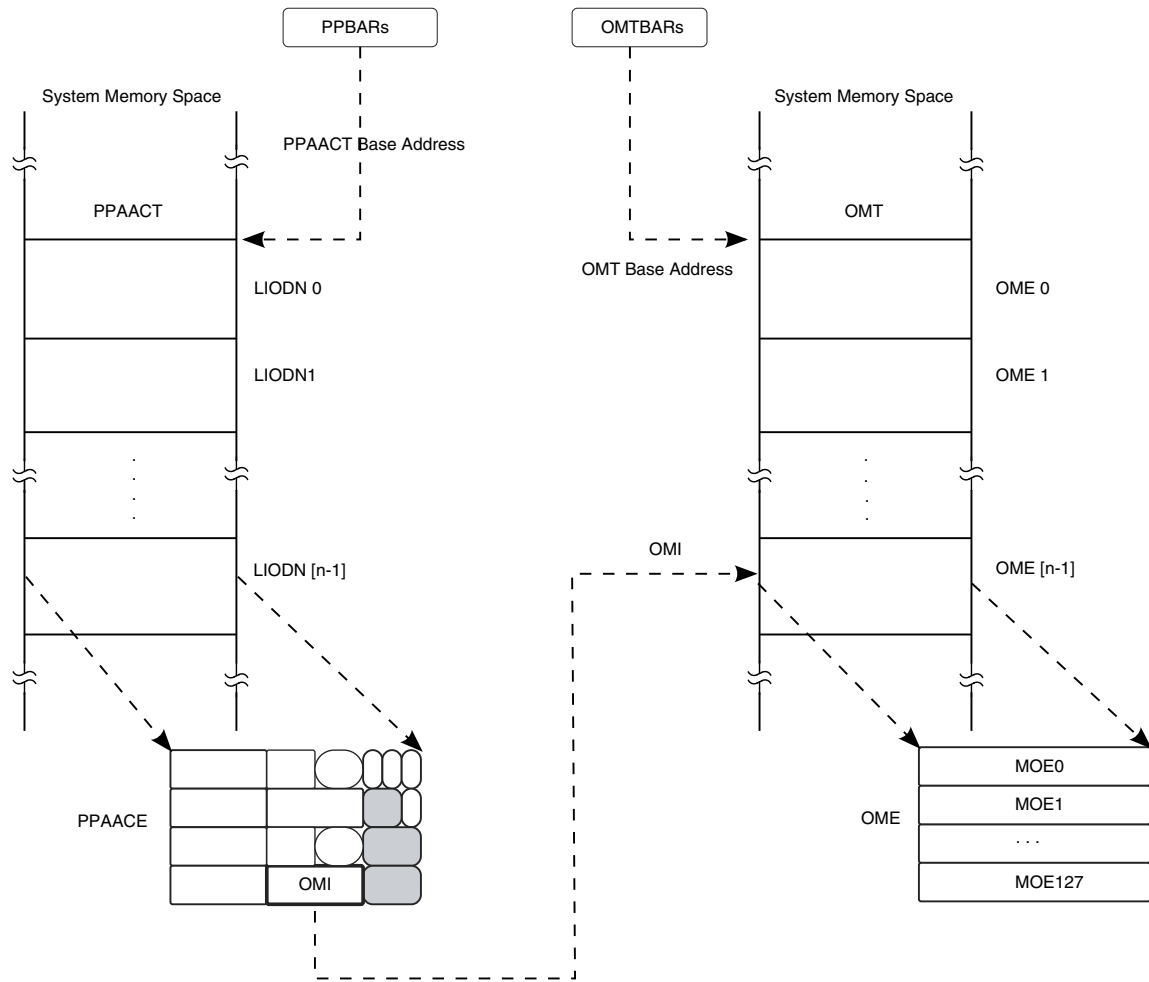 PPBARs
OMTBARs
System Memory Space
System Memory Space
PPAACT Base Address
PPAACT
OMT
OMT Base Address
LIODN 0
OME 0
LIODN1
OME 1
. . . .
. . . .
OMI
LIODN [n-1]
OME [n-1]
PPAACE
OMI
OME
MOE0
MOE1
. . .
MOE127